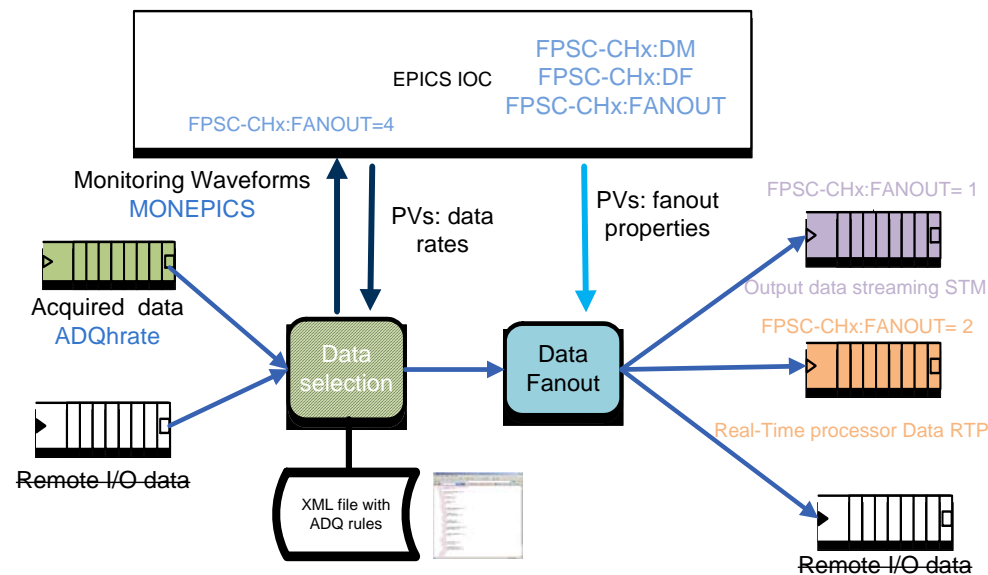 FPSC-CHx:DM
EPICS IOC
FPSC-CHx:DF
FPSC-CHx:FANOUT
FPSC-CHx:FANOUT=4
Monitoring Waveforms
MONEPICS
PVs: data
rates
PVs: fanout
properties
FPSC-CHx:FANOUT= 1
Acquired data
ADQhrate
Output data streaming STM
FPSC-CHx:FANOUT= 2
Data
selection
Data
Fanout
Real-Time processor Data RTP
Remote I/O data
XML file with
ADQ rules
Remote I/O data